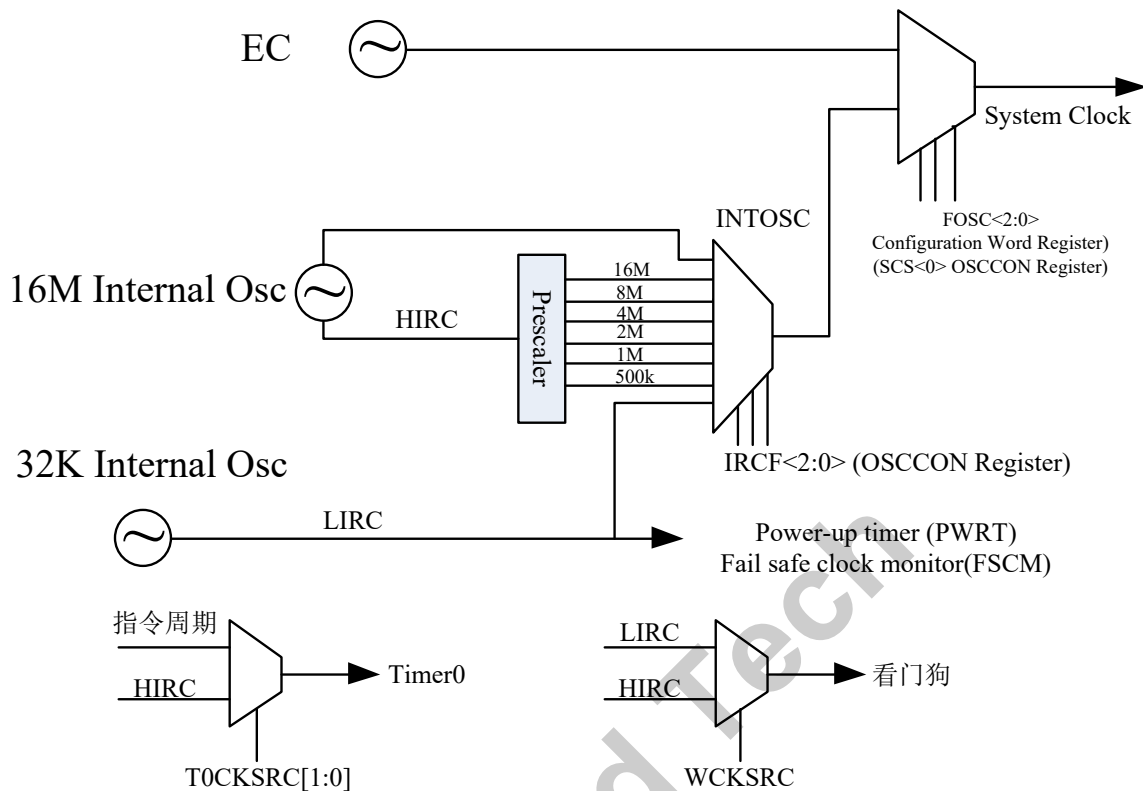 EC
System Clock
FOSC<2:0>
Configuration Word Register)
(SCS<0> OSCCON Register)
INTOSC
16M Internal Osc
HIRC
Prescaler
16M
8M
4M
2M
1M
500k
IRCF<2:0> (OSCCON Register)
32K Internal Osc
LIRC
Power-up timer (PWRT)
Fail safe clock monitor(FSCM)
指令周期
HIRC
Timer0
T0CKSRC[1:0]
LIRC
HIRC
看门狗
WCKSRC
d Tech